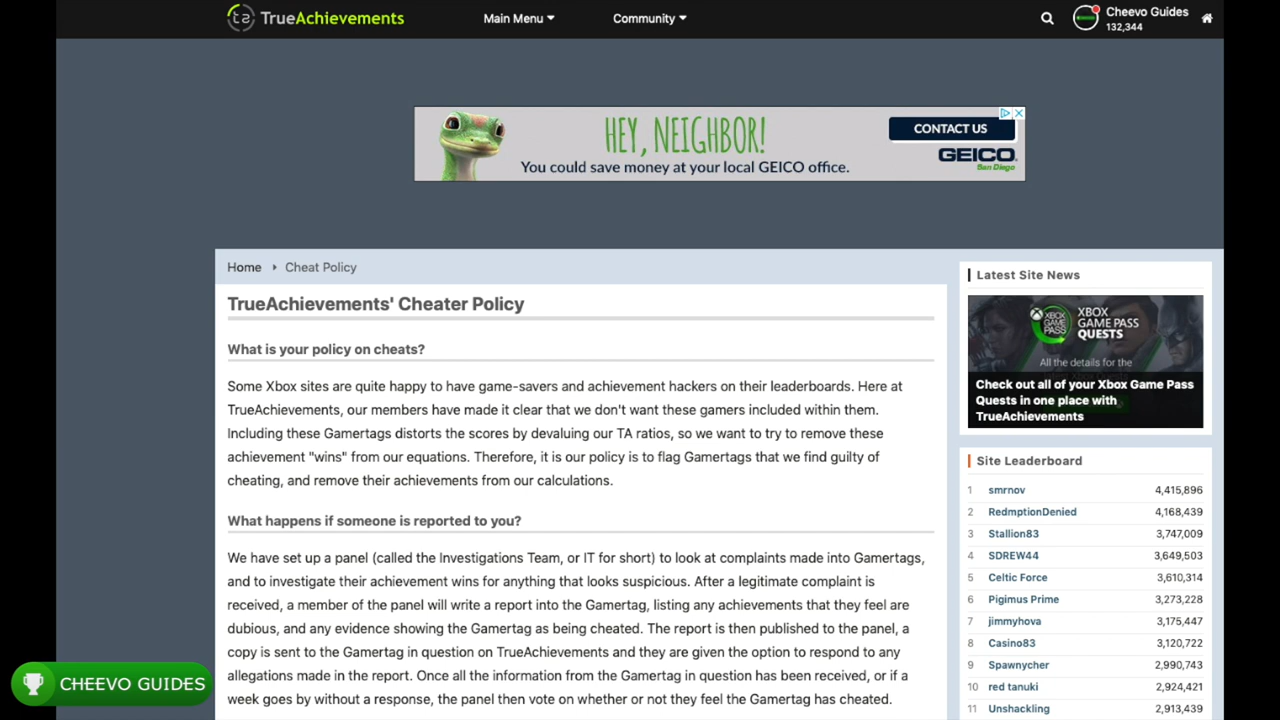 TrueAchievements
Main Menu
Community
Cheevo Guides
132,344
HEY, NEIGHBOR!
You could save money at your local GEICO office.
CONTACT US
GEICO
San Diego
Home
Cheat Policy
TrueAchievements' Cheater Policy
What is your policy on cheats?
Some Xbox sites are quite happy to have game-savers and achievement hackers on their leaderboards. Here at
TrueAchievements, our members have made it clear that we don't want these gamers included within them.
Including these Gamertags distorts the scores by devaluing our TA ratios, so we want to try to remove these
achievement "wins" from our equations. Therefore, it is our policy is to flag Gamertags that we find guilty of
cheating, and remove their achievements from our calculations.
What happens if someone is reported to you?
We have set up a panel (called the Investigations Team, or IT for short) to look at complaints made into Gamertags,
and to investigate their achievement wins for anything that looks suspicious. After a legitimate complaint is
received, a member of the panel will write a report into the Gamertag, listing any achievements that they feel are
dubious, and any evidence showing the Gamertag as being cheated. The report is then published to the panel, a
copy is sent to the Gamertag in question on TrueAchievements and they are given the option to respond to any
allegations made in the report. Once all the information from the Gamertag in question has been received, or if a
week goes by without a response, the panel then vote on whether or not they feel the Gamertag has cheated.
Latest Site News
XBOX
GAME PASS
XBOX
GAME PASS
QUESTS
All the details for the
Check out all of your Xbox Game Pass
Quests in one place with
TrueAchievements
Site Leaderboard
1 smrnov 4,415,896
2 RedmptionDenied 4,168,439
3 Stallion83 3,747,009
4 SDREW44 3,649,503
5 Celtic Force 3,610,314
6 Pigimus Prime 3,273,228
7 jimmyhova 3,175,447
8 Casino83 3,120,722
9 Spawnycher 2,990,743
10 red tanuki 2,924,421
11 Unshackling 2,913,439
CHEEVO GUIDES